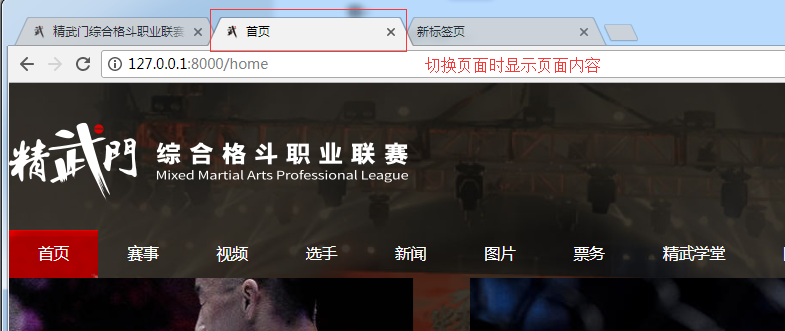 精武门综合格斗职业联赛
首页
新标签页
127.0.0.1:8000/home
切换页面时显示页面内容
精武門
综合格斗职业联赛
Mixed Martial Arts Professional League
首页 赛事 视频 选手 新闻 图片 票务 精武学堂